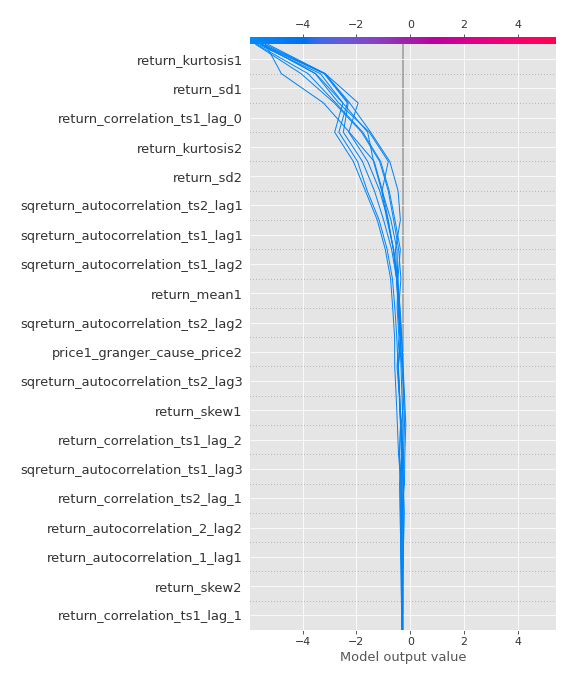 −4 −2 0 2 4
return_kurtosis1
return_sd1
return_correlation_ts1_lag_0
return_kurtosis2
return_sd2
sqreturn_autocorrelation_ts2_lag1
sqreturn_autocorrelation_ts1_lag1
sqreturn_autocorrelation_ts1_lag2
return_mean1
sqreturn_autocorrelation_ts2_lag2
price1_granger_cause_price2
sqreturn_autocorrelation_ts2_lag3
return_skew1
return_correlation_ts1_lag_2
sqreturn_autocorrelation_ts1_lag3
return_correlation_ts2_lag_1
return_autocorrelation_2_lag2
return_autocorrelation_1_lag1
return_skew2
return_correlation_ts1_lag_1
−4 −2 0 2 4
Model output value